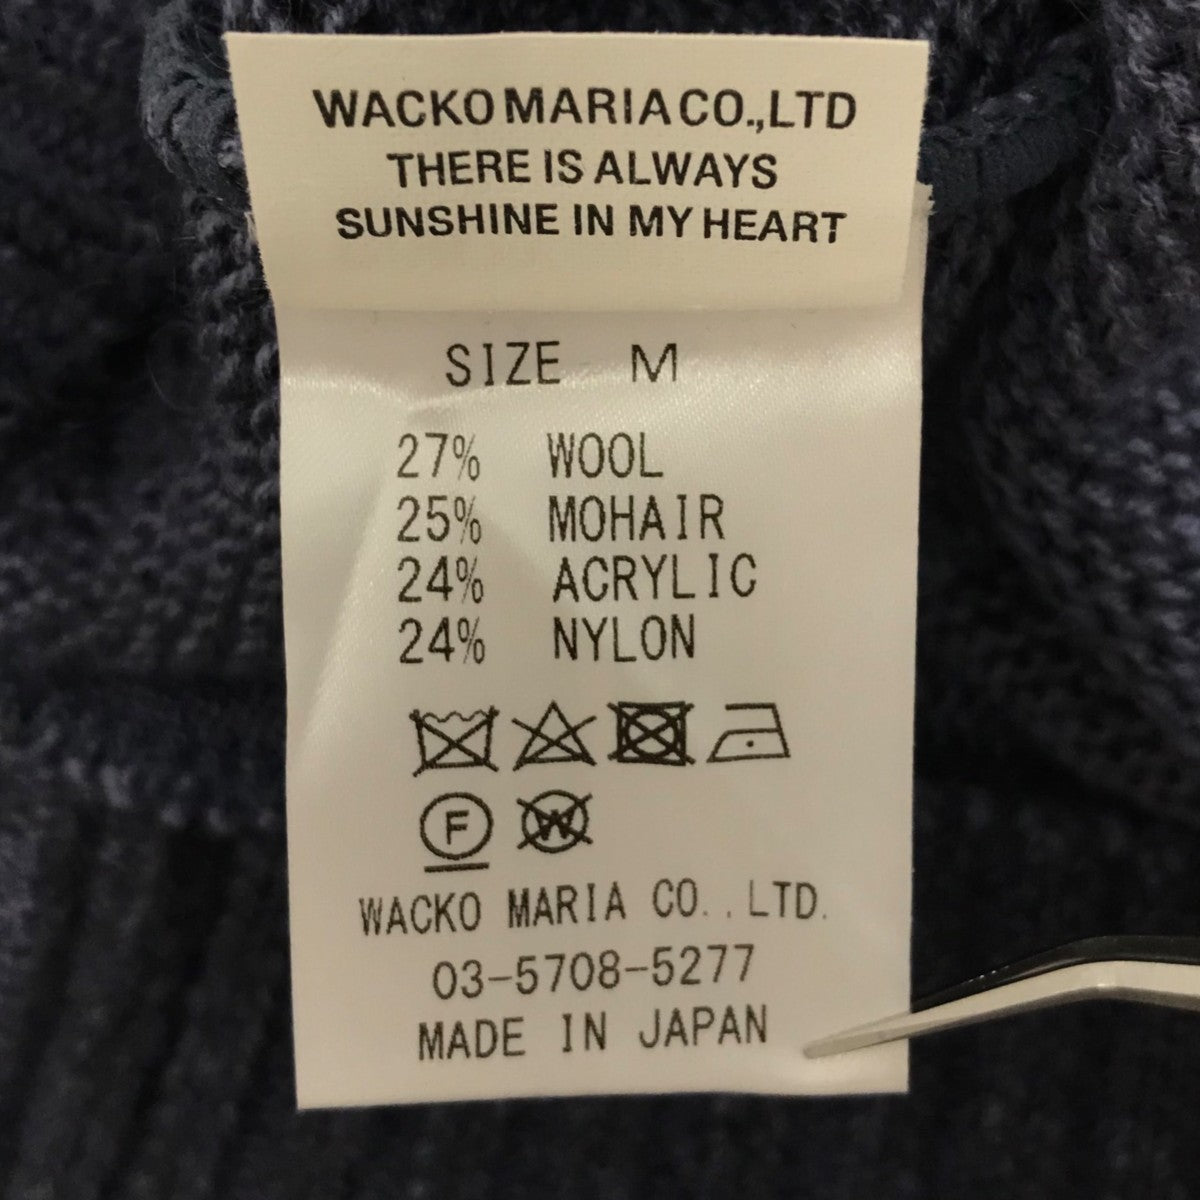 WACKO MARIA CO.,LTD
THERE IS ALWAYS
SUNSHINE IN MY HEART
SIZE M
27% WOOL
25% MOHAIR
24% ACRYLIC
24% NYLON
F W
WACKO MARIA CO.,LTD.
03-5708-5277
MADE IN JAPAN